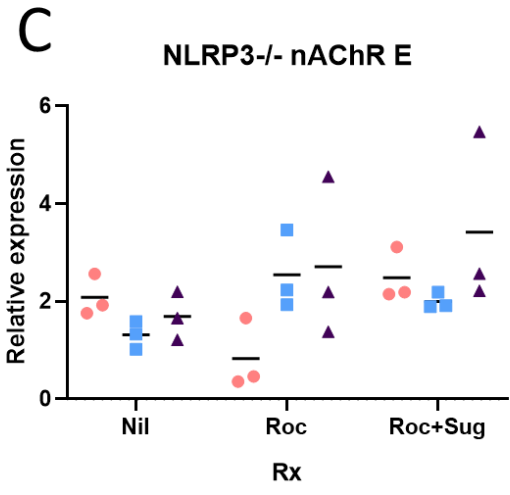 C
NLRP3-/- nAChR E
Relative expression
6
4
2
0
Nil
Roc
Roc+Sug
Rx